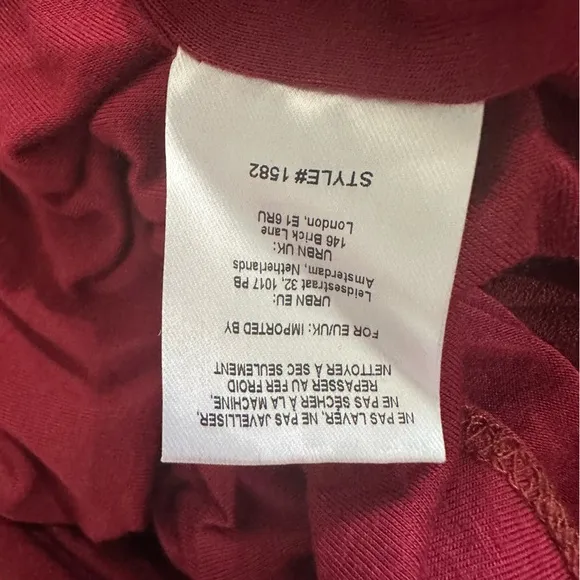 NE PAS LAVER, NE PAS JAVELLISER,
NE PAS SÉCHER À LA MACHINE,
REPASSER AU FER FROID
NETTOYER À SEC SEULEMENT
FOR EU/UK: IMPORTED BY
URBN EU:
Leidsestraat 32, 1017 PB
Amsterdam, Netherlands
URBN UK:
146 Brick Lane
London, E1 6RU
STYLE# 1582